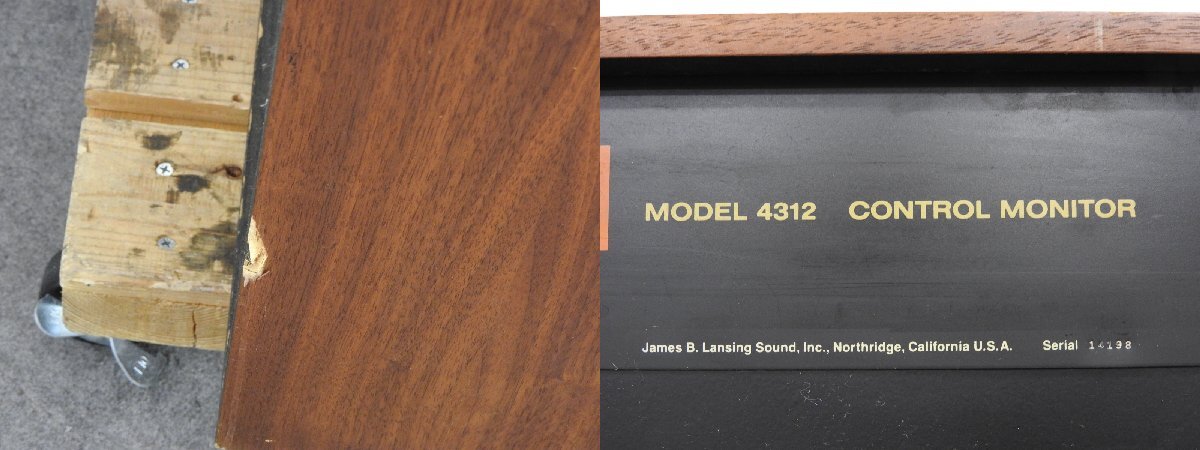 MODEL 4312 CONTROL MONITOR
James B. Lansing Sound, Inc., Northridge, California U.S.A. Serial 14198